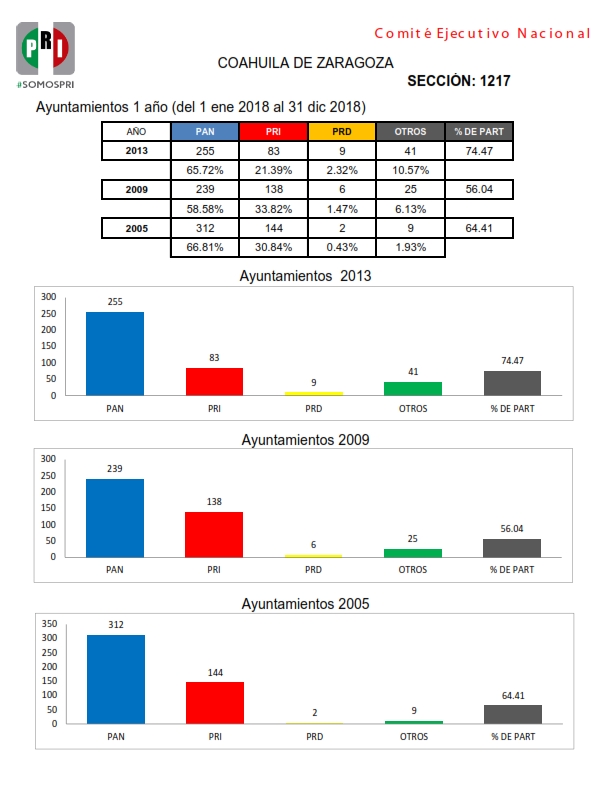 Comité Ejecutivo Nacional
PRI
#SOMOSPRI
COAHUILA DE ZARAGOZA
SECCIÓN: 1217
Ayuntamientos 1 año (del 1 ene 2018 al 31 dic 2018)
AÑO PAN PRI PRD OTROS % DE PART
2013 255 83 9 41 74.47
65.72% 21.39% 2.32% 10.57%
2009 239 138 6 25 56.04
58.58% 33.82% 1.47% 6.13%
2005 312 144 2 9 64.41
66.81% 30.84% 0.43% 1.93%
Ayuntamientos 2013
300
250
200
150
100
50
0
255 83 9 41 74.47
PAN PRI PRD OTROS % DE PART
Ayuntamientos 2009
300
250
200
150
100
50
0
239 138 6 25 56.04
PAN PRI PRD OTROS % DE PART
Ayuntamientos 2005
350
300
250
200
150
100
50
0
312 144 2 9 64.41
PAN PRI PRD OTROS % DE PART